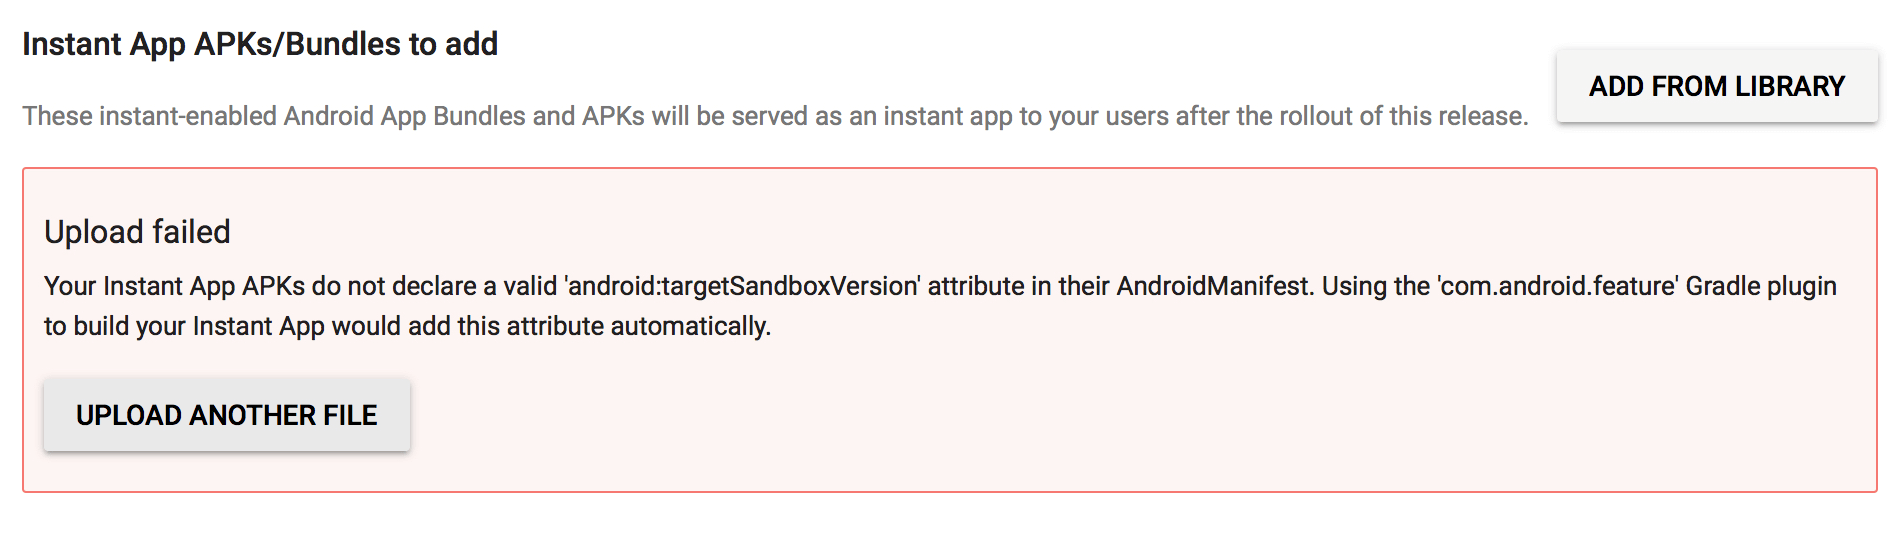 Instant App APKs/Bundles to add
ADD FROM LIBRARY
These instant-enabled Android App Bundles and APKs will be served as an instant app to your users after the rollout of this release.
Upload failed
Your Instant App APKs do not declare a valid 'android:targetSandboxVersion' attribute in their AndroidManifest. Using the 'com.android.feature' Gradle plugin
to build your Instant App would add this attribute automatically.
UPLOAD ANOTHER FILE